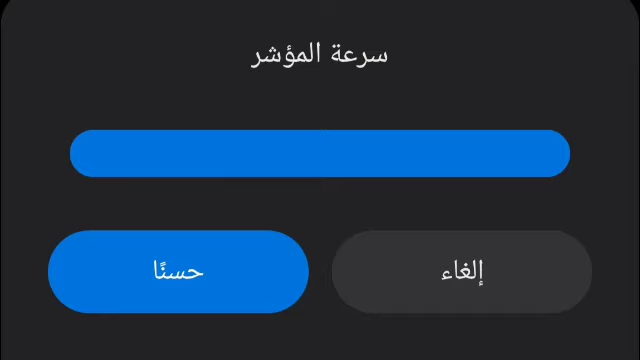 سرعة المؤشر
إلغاء
حسنًا